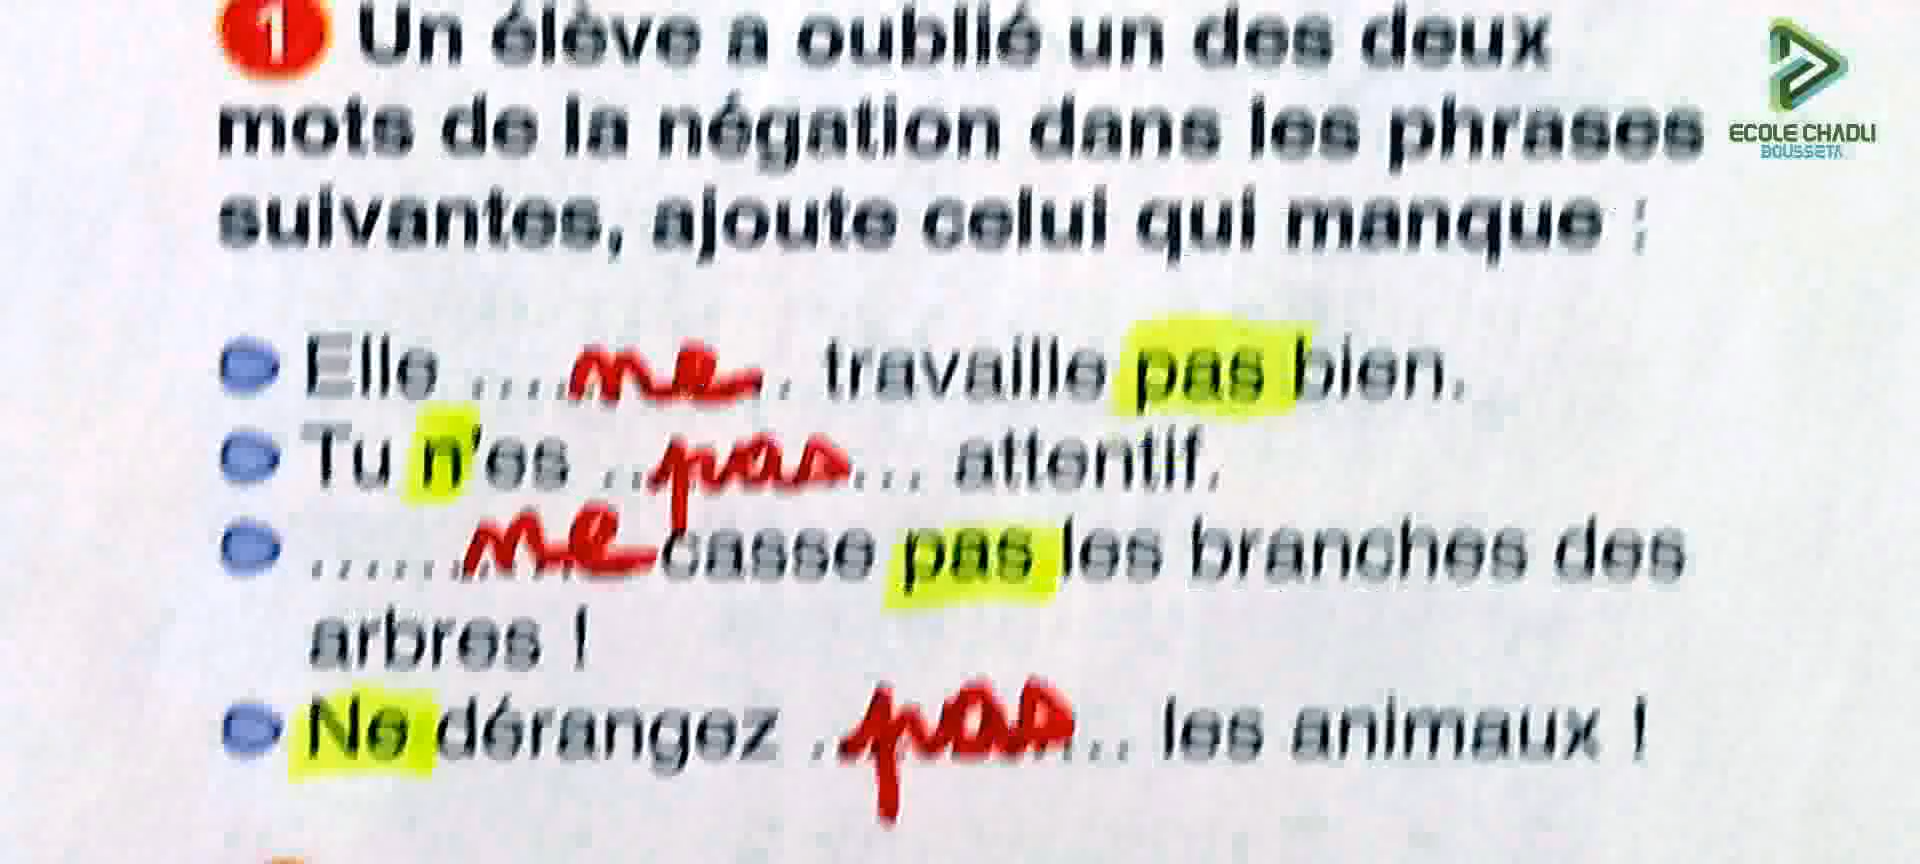 1 Un élève a oublié un des deux
mots de la négation dans les phrases
suivantes, ajoute celui qui manque :
Elle ....ne.. travaille pas bien.
Tu n'es ..pas... attentif.
......ne casse pas les branches des
arbres !
Ne dérangez .pas.. les animaux !
ECOLE CHADLI
BOUSSETA